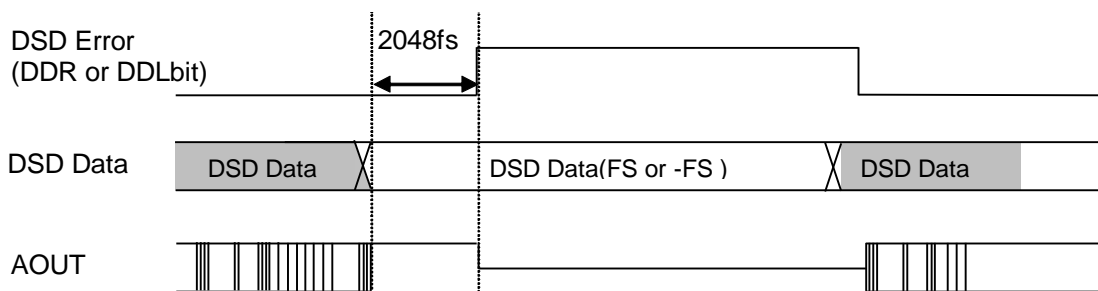 DSD Error
(DDR or DDLbit)
2048fs
DSD Data
DSD Data
DSD Data(FS or -FS )
DSD Data
AOUT